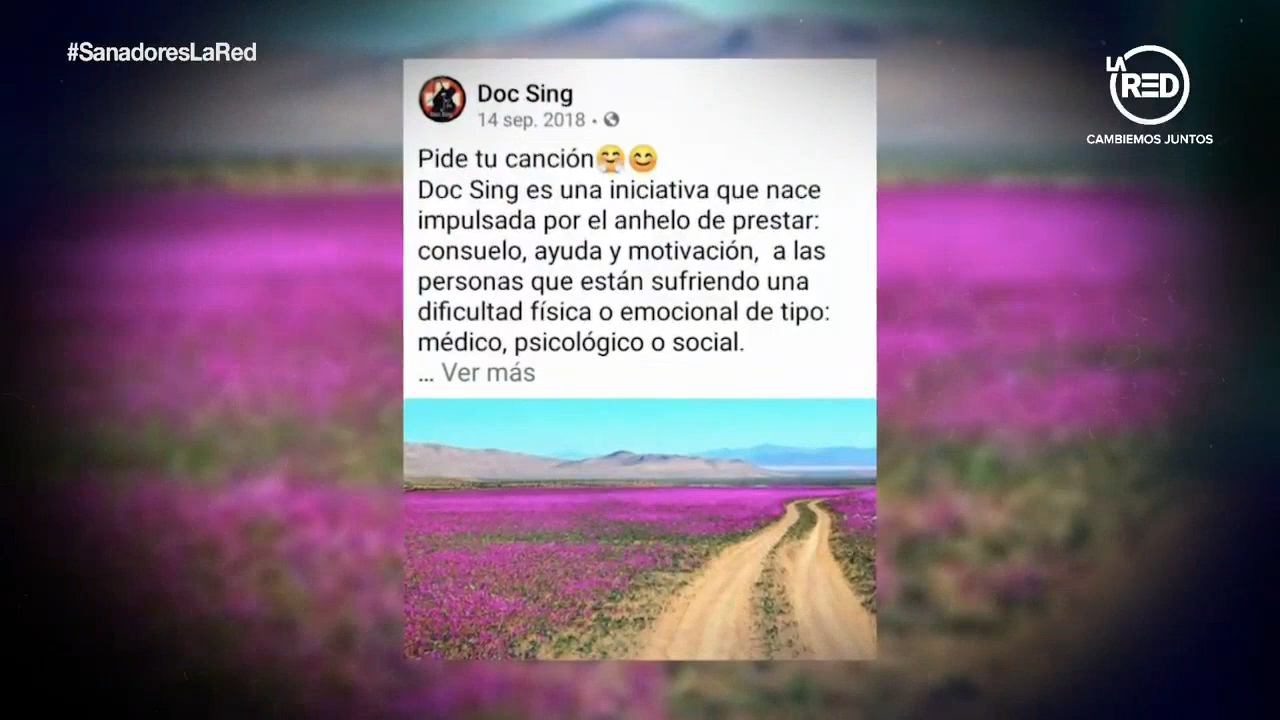 #SanadoresLaRed
LA
RED
CAMBIEMOS JUNTOS
Doc Sing
14 sep. 2018 •
Pide tu canción🤗😊
Doc Sing es una iniciativa que nace
impulsada por el anhelo de prestar:
consuelo, ayuda y motivación,  a las
personas que están sufriendo una
dificultad física o emocional de tipo:
médico, psicológico o social.
... Ver más